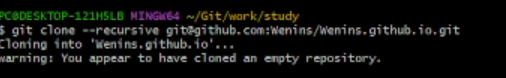 PC@DESKTOP-121H5LB MINGW64 ~/Git/work/study
$ git clone --recursive git@github.com:Wenins/Wenins.github.io.git
Cloning into 'Wenins.github.io'...
warning: You appear to have cloned an empty repository.